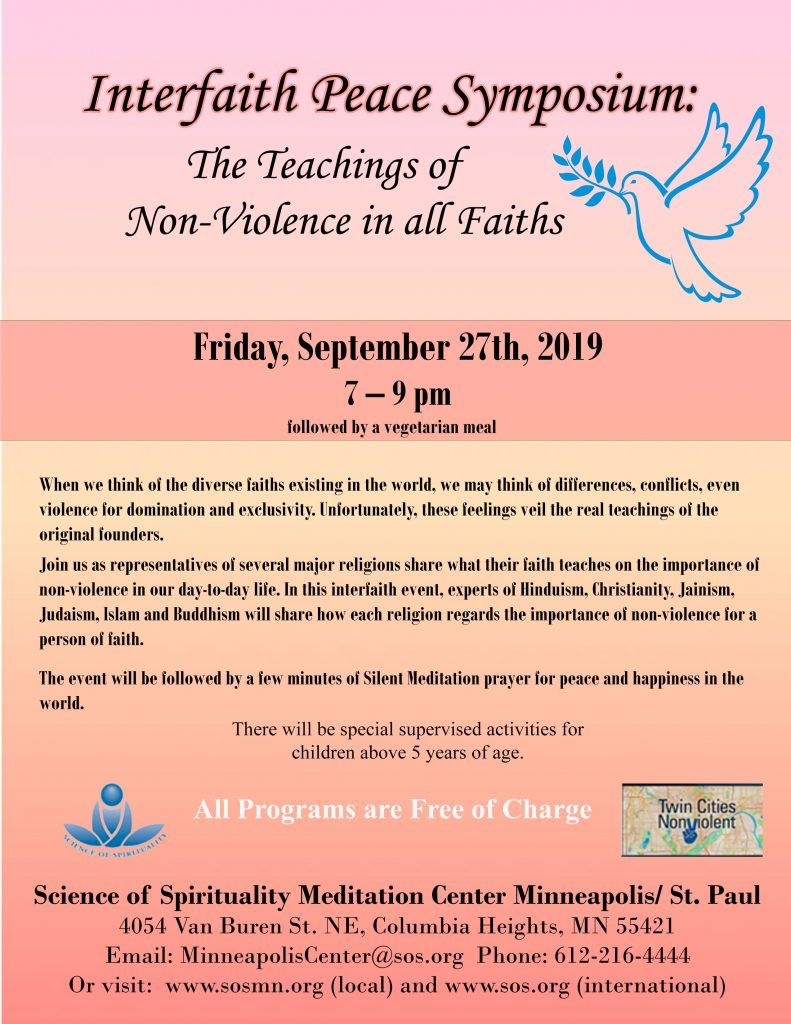 Interfaith Peace Symposium:
The Teachings of
Non-Violence in all Faiths
Friday, September 27th, 2019
7 – 9 pm
followed by a vegetarian meal
When we think of the diverse faiths existing in the world, we may think of differences, conflicts, even
violence for domination and exclusivity. Unfortunately, these feelings veil the real teachings of the
original founders.
Join us as representatives of several major religions share what their faith teaches on the importance of
non-violence in our day-to-day life. In this interfaith event, experts of Hinduism, Christianity, Jainism,
Judaism, Islam and Buddhism will share how each religion regards the importance of non-violence for a
person of faith.
The event will be followed by a few minutes of Silent Meditation prayer for peace and happiness in the
world.
There will be special supervised activities for
children above 5 years of age.
SCIENCE OF SPIRITUALITY
All Programs are Free of Charge
Twin Cities
Nonviolent
Science of Spirituality Meditation Center Minneapolis/ St. Paul
4054 Van Buren St. NE, Columbia Heights, MN 55421
Email: MinneapolisCenter@sos.org Phone: 612-216-4444
Or visit: www.sosmn.org (local) and www.sos.org (international)